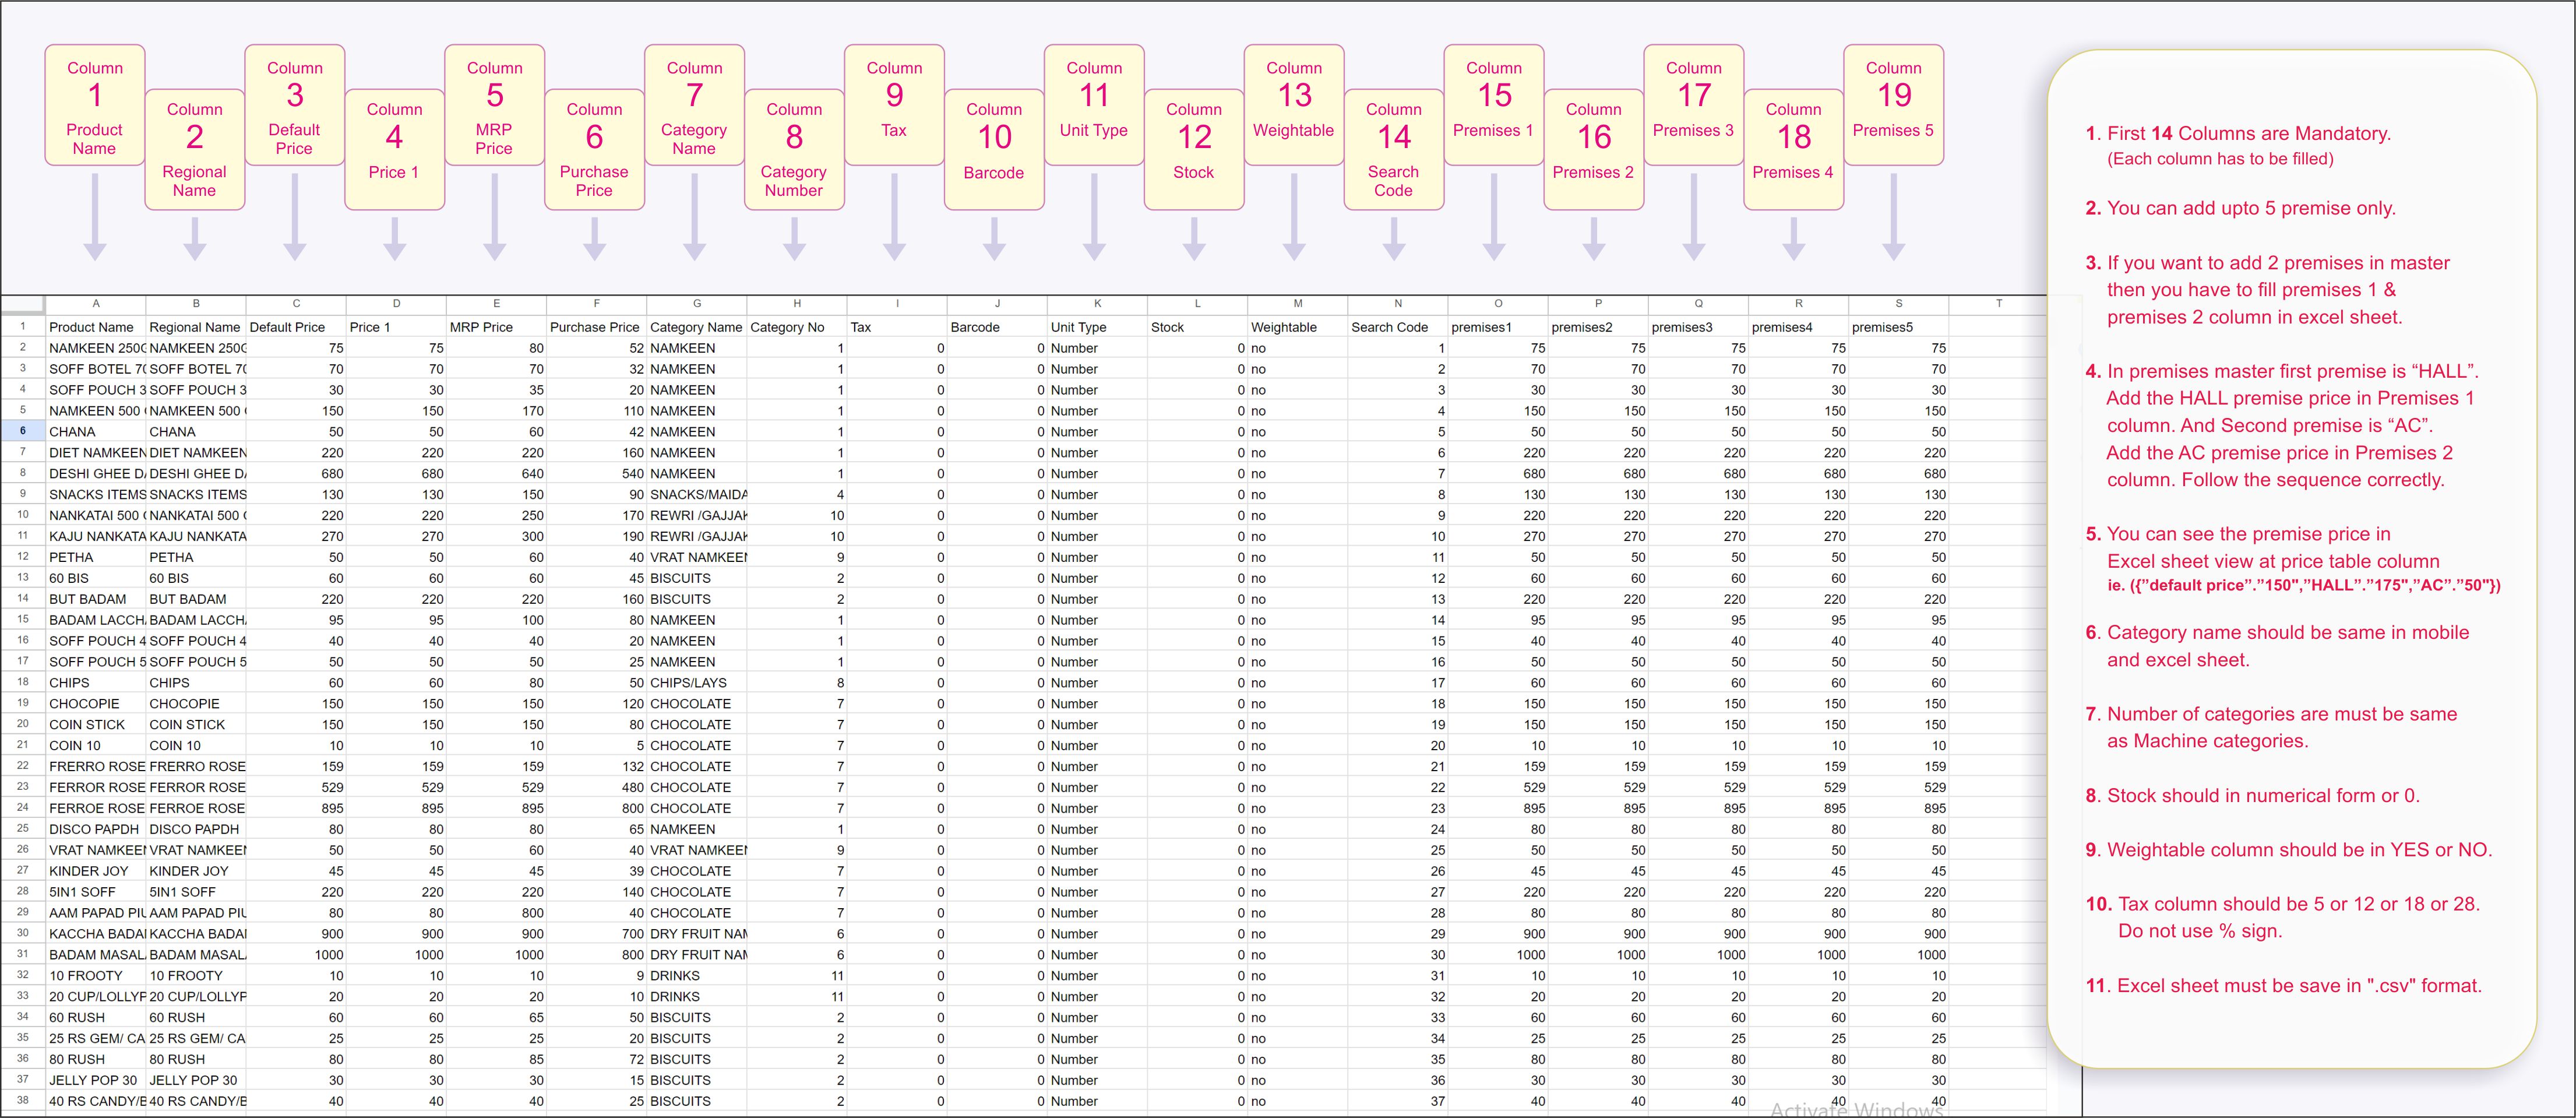 Column 1 Product Name
Column 2 Regional Name
Column 3 Default Price
Column 4 Price 1
Column 5 MRP Price
Column 6 Purchase Price
Column 7 Category Name
Column 8 Category Number
Column 9 Tax
Column 10 Barcode
Column 11 Unit Type
Column 12 Stock
Column 13 Weightable
Column 14 Search Code
Column 15 Premises 1
Column 16 Premises 2
Column 17 Premises 3
Column 18 Premises 4
Column 19 Premises 5
A B C D E F G H I J K L M N O P Q R S T
1 Product Name Regional Name Default Price Price 1 MRP Price Purchase Price Category Name Category No Tax Barcode Unit Type Stock Weightable Search Code premises1 premises2 premises3 premises4 premises5
2 NAMKEEN 250G NAMKEEN 250G 75 75 80 52 NAMKEEN 1 0 0 Number 0 no 1 75 75 75 75 75
3 SOFF BOTEL 70 SOFF BOTEL 70 70 70 70 32 NAMKEEN 1 0 0 Number 0 no 2 70 70 70 70 70
4 SOFF POUCH 3 SOFF POUCH 3 30 30 35 20 NAMKEEN 1 0 0 Number 0 no 3 30 30 30 30 30
5 NAMKEEN 500 NAMKEEN 500 150 150 170 110 NAMKEEN 1 0 0 Number 0 no 4 150 150 150 150 150
6 CHANA CHANA 50 50 60 42 NAMKEEN 1 0 0 Number 0 no 5 50 50 50 50 50
7 DIET NAMKEEN DIET NAMKEEN 220 220 220 160 NAMKEEN 1 0 0 Number 0 no 6 220 220 220 220 220
8 DESHI GHEE DA DESHI GHEE DA 680 680 640 540 NAMKEEN 1 0 0 Number 0 no 7 680 680 680 680 680
9 SNACKS ITEMS SNACKS ITEMS 130 130 150 90 SNACKS/MAIDA 4 0 0 Number 0 no 8 130 130 130 130 130
10 NANKATAI 500 NANKATAI 500 220 220 250 170 REWRI /GAJJAK 10 0 0 Number 0 no 9 220 220 220 220 220
11 KAJU NANKATA KAJU NANKATA 270 270 300 190 REWRI /GAJJAK 10 0 0 Number 0 no 10 270 270 270 270 270
12 PETHA PETHA 50 50 60 40 VRAT NAMKEEN 9 0 0 Number 0 no 11 50 50 50 50 50
13 60 BIS 60 BIS 60 60 60 45 BISCUITS 2 0 0 Number 0 no 12 60 60 60 60 60
14 BUT BADAM BUT BADAM 220 220 220 160 BISCUITS 2 0 0 Number 0 no 13 220 220 220 220 220
15 BADAM LACCHA BADAM LACCHA 95 95 100 80 NAMKEEN 1 0 0 Number 0 no 14 95 95 95 95 95
16 SOFF POUCH 4 SOFF POUCH 4 40 40 40 20 NAMKEEN 1 0 0 Number 0 no 15 40 40 40 40 40
17 SOFF POUCH 5 SOFF POUCH 5 50 50 50 25 NAMKEEN 1 0 0 Number 0 no 16 50 50 50 50 50
18 CHIPS CHIPS 60 60 80 50 CHIPS/LAYS 8 0 0 Number 0 no 17 60 60 60 60 60
19 CHOCOPIE CHOCOPIE 150 150 150 120 CHOCOLATE 7 0 0 Number 0 no 18 150 150 150 150 150
20 COIN STICK COIN STICK 150 150 150 80 CHOCOLATE 7 0 0 Number 0 no 19 150 150 150 150 150
21 COIN 10 COIN 10 10 10 10 5 CHOCOLATE 7 0 0 Number 0 no 20 10 10 10 10 10
22 FRERRO ROSE FRERRO ROSE 159 159 159 132 CHOCOLATE 7 0 0 Number 0 no 21 159 159 159 159 159
23 FERROR ROSE FERROR ROSE 529 529 529 480 CHOCOLATE 7 0 0 Number 0 no 22 529 529 529 529 529
24 FERROE ROSE FERROE ROSE 895 895 895 800 CHOCOLATE 7 0 0 Number 0 no 23 895 895 895 895 895
25 DISCO PAPDH DISCO PAPDH 80 80 80 65 NAMKEEN 1 0 0 Number 0 no 24 80 80 80 80 80
26 VRAT NAMKEEN VRAT NAMKEEN 50 50 60 40 VRAT NAMKEEN 9 0 0 Number 0 no 25 50 50 50 50 50
27 KINDER JOY KINDER JOY 45 45 45 39 CHOCOLATE 7 0 0 Number 0 no 26 45 45 45 45 45
28 5IN1 SOFF 5IN1 SOFF 220 220 220 140 CHOCOLATE 7 0 0 Number 0 no 27 220 220 220 220 220
29 AAM PAPAD PIU AAM PAPAD PIU 80 80 800 40 CHOCOLATE 7 0 0 Number 0 no 28 80 80 80 80 80
30 KACCHA BADAM KACCHA BADAM 900 900 900 700 DRY FRUIT NAM 6 0 0 Number 0 no 29 900 900 900 900 900
31 BADAM MASALA BADAM MASALA 1000 1000 1000 800 DRY FRUIT NAM 6 0 0 Number 0 no 30 1000 1000 1000 1000 1000
32 10 FROOTY 10 FROOTY 10 10 10 9 DRINKS 11 0 0 Number 0 no 31 10 10 10 10 10
33 20 CUP/LOLLYP 20 CUP/LOLLYP 20 20 20 10 DRINKS 11 0 0 Number 0 no 32 20 20 20 20 20
34 60 RUSH 60 RUSH 60 60 65 50 BISCUITS 2 0 0 Number 0 no 33 60 60 60 60 60
35 25 RS GEM/ CA 25 RS GEM/ CA 25 25 25 20 BISCUITS 2 0 0 Number 0 no 34 25 25 25 25 25
36 80 RUSH 80 RUSH 80 80 85 72 BISCUITS 2 0 0 Number 0 no 35 80 80 80 80 80
37 JELLY POP 30 JELLY POP 30 30 30 30 15 BISCUITS 2 0 0 Number 0 no 36 30 30 30 30 30
38 40 RS CANDY/B 40 RS CANDY/B 40 40 40 25 BISCUITS 2 0 0 Number 0 no 37 40 40 40 40 40
Activate Windows
1. First 14 Columns are Mandatory.
(Each column has to be filled)
2. You can add upto 5 premise only.
3. If you want to add 2 premises in master
then you have to fill premises 1 &
premises 2 column in excel sheet.
4. In premises master first premise is “HALL”.
Add the HALL premise price in Premises 1
column. And Second premise is “AC”.
Add the AC premise price in Premises 2
column. Follow the sequence correctly.
5. You can see the premise price in
Excel sheet view at price table column
ie. ({”default price”.”150",”HALL”.”175",”AC”.”50"})
6. Category name should be same in mobile
and excel sheet.
7. Number of categories are must be same
as Machine categories.
8. Stock should in numerical form or 0.
9. Weightable column should be in YES or NO.
10. Tax column should be 5 or 12 or 18 or 28.
Do not use % sign.
11. Excel sheet must be save in ".csv" format.